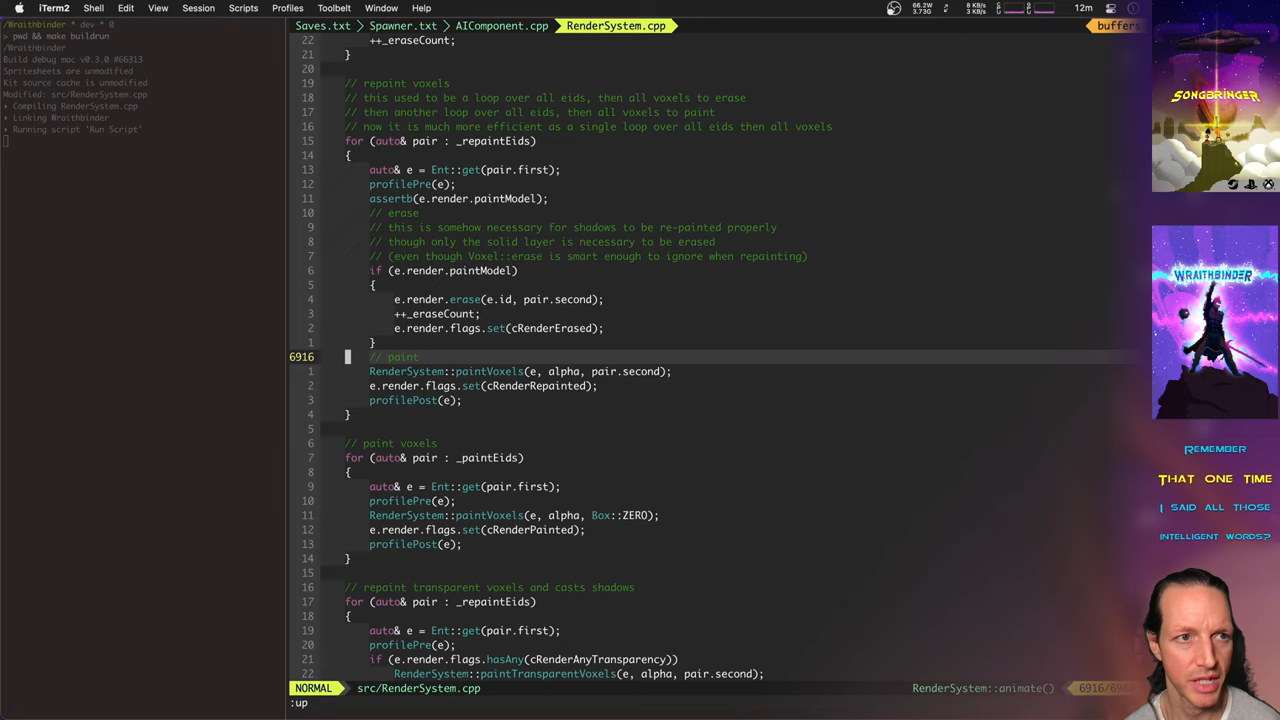 iTerm2 Shell Edit View Session Scripts Profiles Toolbelt Window Help
66.2W 3.73G
8 KB/s 3 KB/s
12m
/Wraithbinder * dev * 0
> pwd && make buildrun
/Wraithbinder
Build debug mac v0.3.0 #66313
Spritesheets are unmodified
Kit source cache is unmodified
Modified: src/RenderSystem.cpp
Compiling RenderSystem.cpp
Linking Wraithbinder
Running script 'Run Script'
Saves.txt > Spawner.txt > AIComponent.cpp RenderSystem.cpp buffers
22 ++_eraseCount;
21 }
20
19 // repaint voxels
18 // this used to be a loop over all eids, then all voxels to erase
17 // then another loop over all eids, then all voxels to paint
16 // now it is much more efficient as a single loop over all eids then all voxels
15 for (auto& pair : _repaintEids)
14 {
13 auto& e = Ent::get(pair.first);
12 profilePre(e);
11 assertb(e.render.paintModel);
10 // erase
9 // this is somehow necessary for shadows to be re-painted properly
8 // though only the solid layer is necessary to be erased
7 // (even though Voxel::erase is smart enough to ignore when repainting)
6 if (e.render.paintModel)
5 {
4 e.render.erase(e.id, pair.second);
3 ++_eraseCount;
2 e.render.flags.set(cRenderErased);
1 }
6916 // paint
1 RenderSystem::paintVoxels(e, alpha, pair.second);
2 e.render.flags.set(cRenderRepainted);
3 profilePost(e);
4 }
5
6 // paint voxels
7 for (auto& pair : _paintEids)
8 {
9 auto& e = Ent::get(pair.first);
10 profilePre(e);
11 RenderSystem::paintVoxels(e, alpha, Box::ZERO);
12 e.render.flags.set(cRenderPainted);
13 profilePost(e);
14 }
15
16 // repaint transparent voxels and casts shadows
17 for (auto& pair : _repaintEids)
18 {
19 auto& e = Ent::get(pair.first);
20 profilePre(e);
21 if (e.render.flags.hasAny(cRenderAnyTransparency))
22 RenderSystem::paintTransparentVoxels(e, alpha, pair.second);
NORMAL src/RenderSystem.cpp RenderSystem::animate()
:up
SONGBRINGER
WRAITHBINDER
REMEMBER
THAT ONE TIME
I SAID ALL THOSE
INTELLIGENT WORDS?